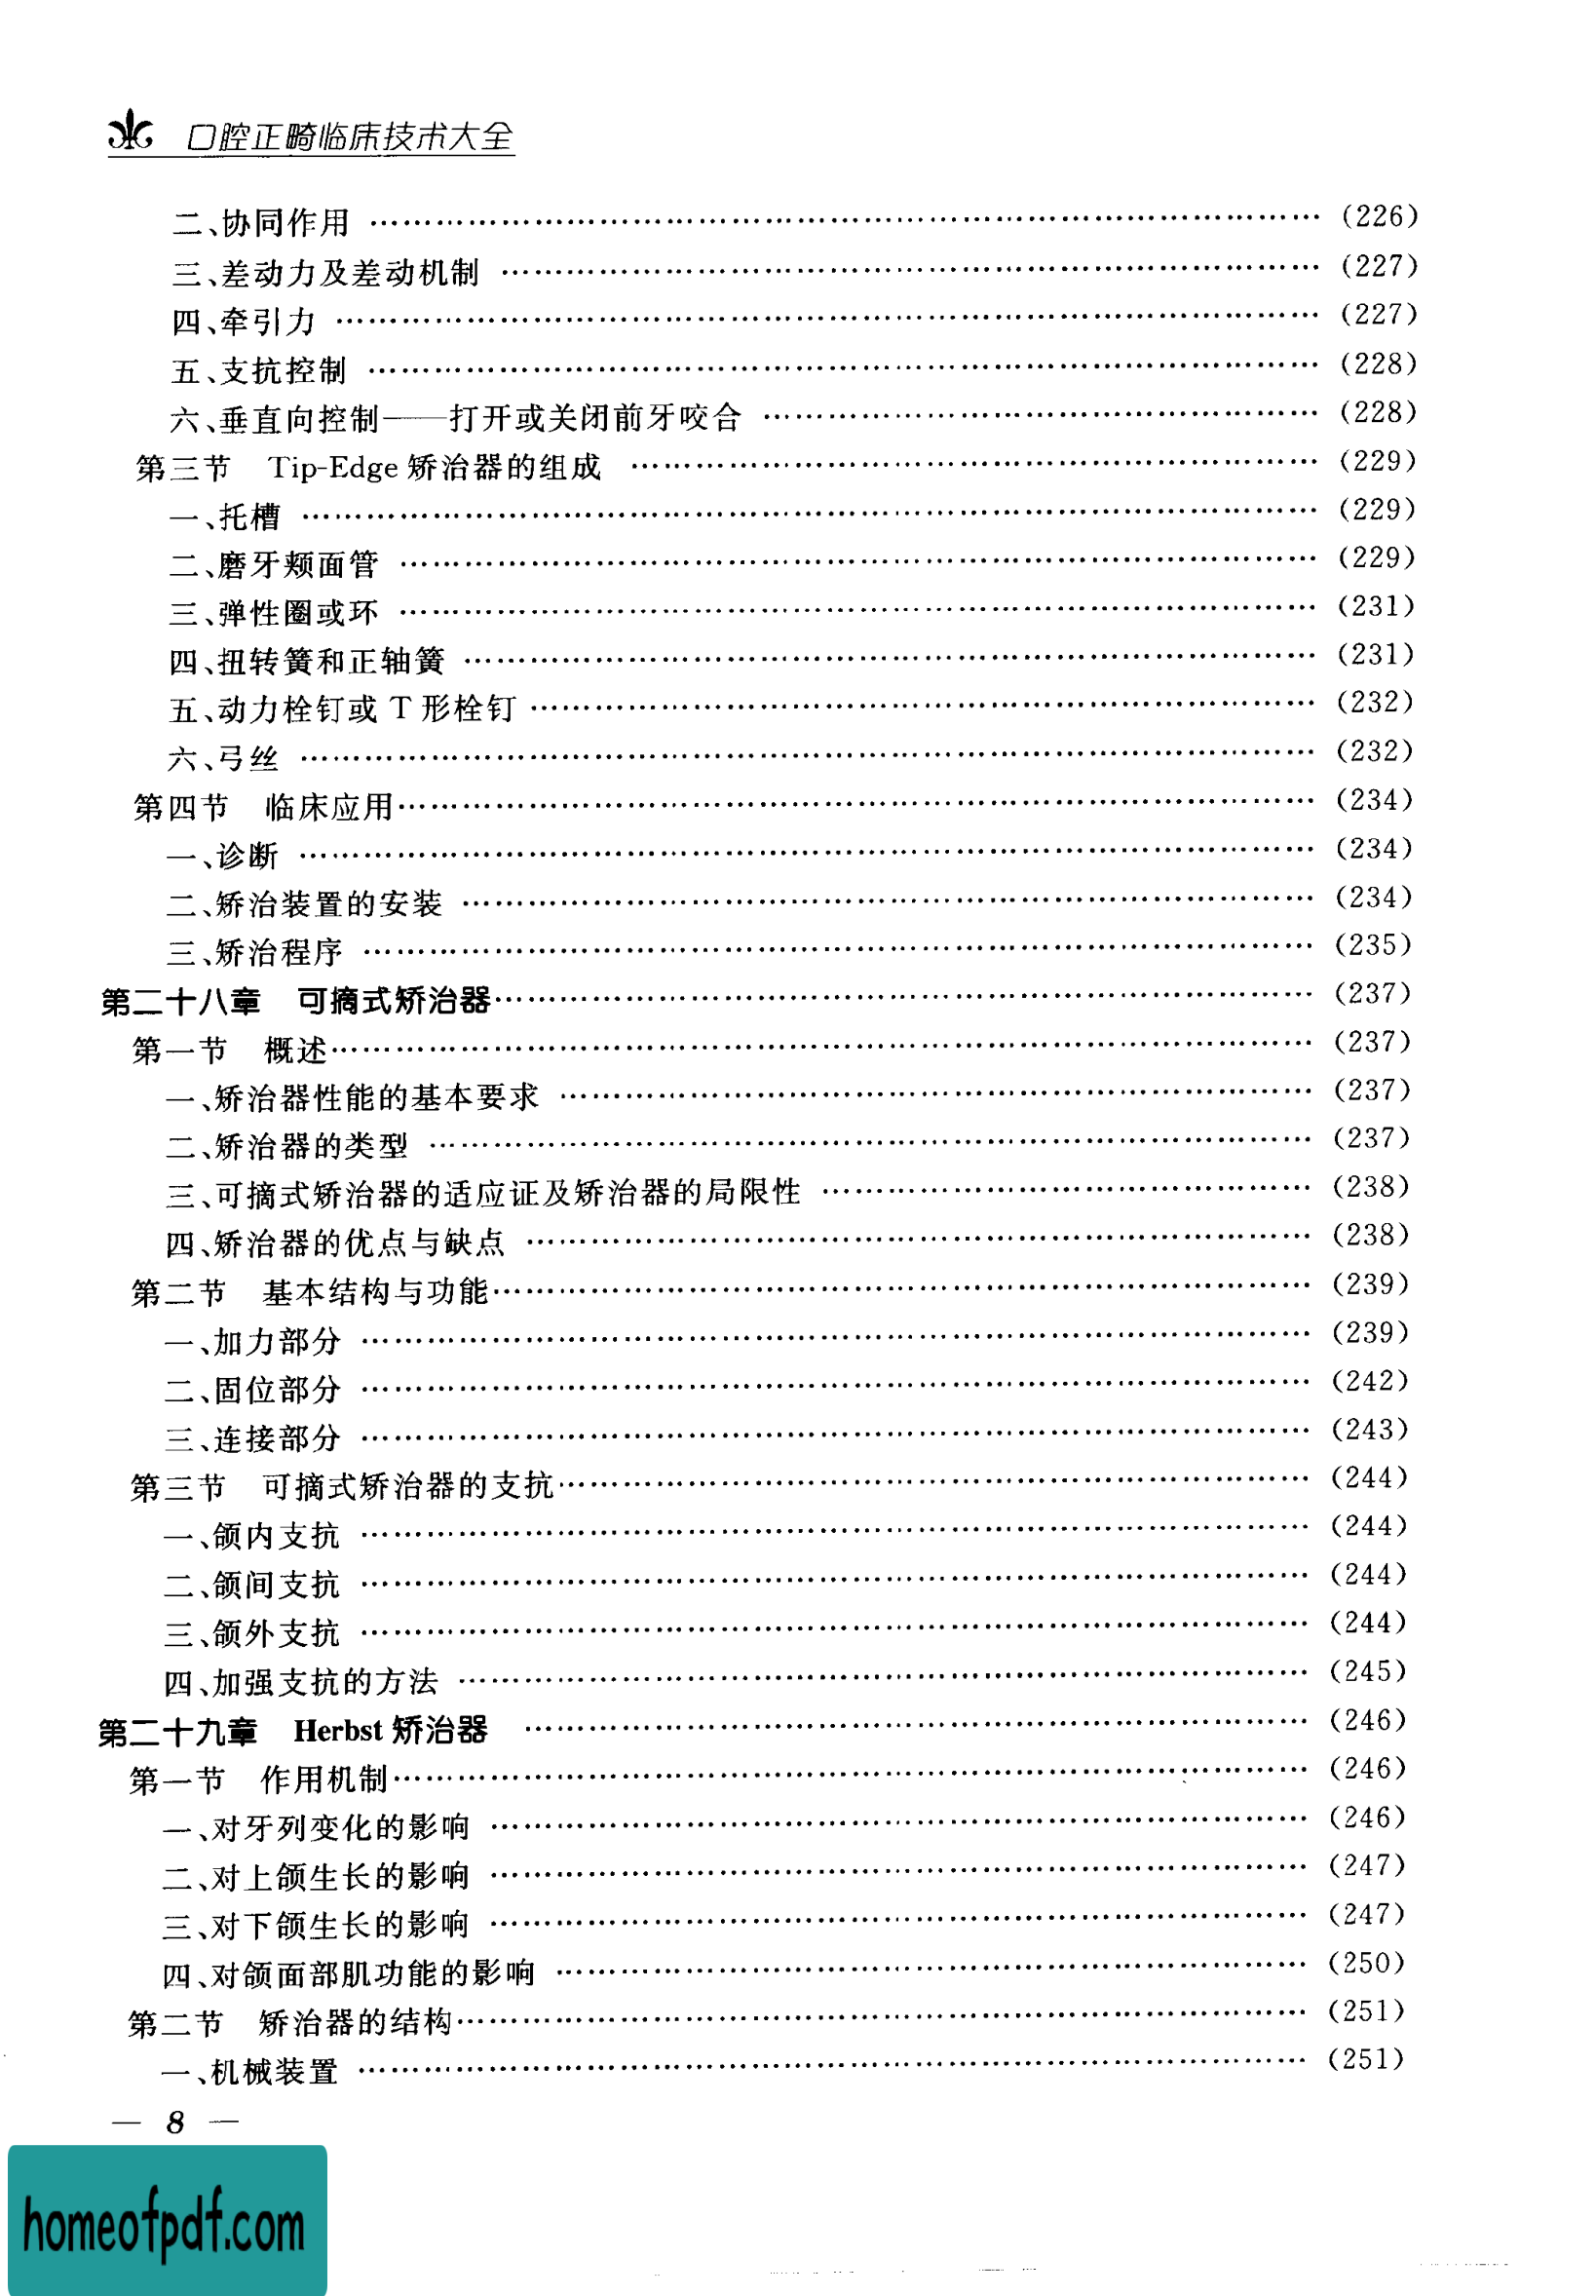 口腔正畸临床技术大全
二、协同作用 …………………………………………………… (226)
三、差动力及差动机制 …………………………………………………… (227)
四、牵引力 …………………………………………………… (227)
五、支抗控制 …………………………………………………… (228)
六、垂直向控制——打开或关闭前牙咬合 …………………………………………………… (228)
第三节 Tip-Edge 矫治器的组成 …………………………………………………… (229)
一、托槽 …………………………………………………… (229)
二、磨牙颊面管 …………………………………………………… (229)
三、弹性圈或环 …………………………………………………… (231)
四、扭转簧和正轴簧 …………………………………………………… (231)
五、动力栓钉或 T 形栓钉 …………………………………………………… (232)
六、弓丝 …………………………………………………… (232)
第四节 临床应用 …………………………………………………… (234)
一、诊断 …………………………………………………… (234)
二、矫治装置的安装 …………………………………………………… (234)
三、矫治程序 …………………………………………………… (235)
第二十八章 可摘式矫治器 …………………………………………………… (237)
第一节 概述 …………………………………………………… (237)
一、矫治器性能的基本要求 …………………………………………………… (237)
二、矫治器的类型 …………………………………………………… (237)
三、可摘式矫治器的适应证及矫治器的局限性 …………………………………………………… (238)
四、矫治器的优点与缺点 …………………………………………………… (238)
第二节 基本结构与功能 …………………………………………………… (239)
一、加力部分 …………………………………………………… (239)
二、固位部分 …………………………………………………… (242)
三、连接部分 …………………………………………………… (243)
第三节 可摘式矫治器的支抗 …………………………………………………… (244)
一、颌内支抗 …………………………………………………… (244)
二、颌间支抗 …………………………………………………… (244)
三、颌外支抗 …………………………………………………… (244)
四、加强支抗的方法 …………………………………………………… (245)
第二十九章 Herbst 矫治器 …………………………………………………… (246)
第一节 作用机制 …………………………………………………… (246)
一、对牙列变化的影响 …………………………………………………… (246)
二、对上颌生长的影响 …………………………………………………… (247)
三、对下颌生长的影响 …………………………………………………… (247)
四、对颌面部肌功能的影响 …………………………………………………… (250)
第二节 矫治器的结构 …………………………………………………… (251)
一、机械装置 …………………………………………………… (251)
— 8 —
homeofpdf.com